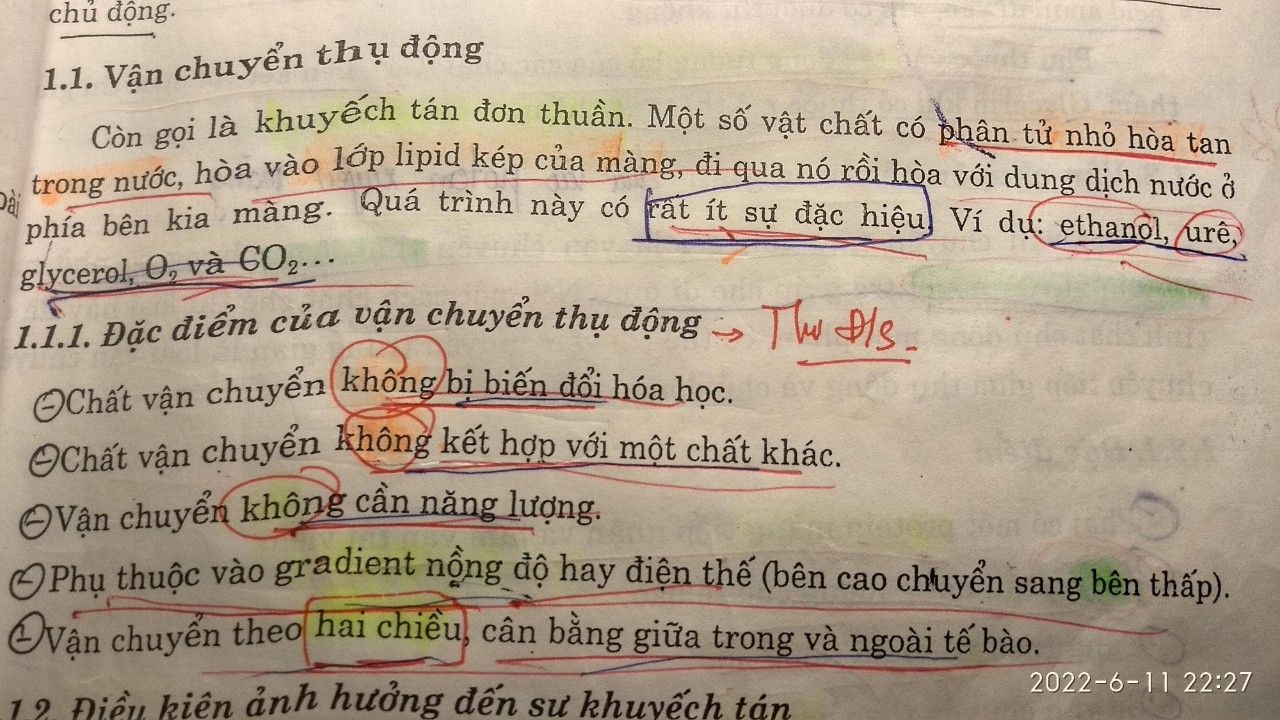 chủ động.
1.1. Vận chuyển thụ động
Còn gọi là khuyếch tán đơn thuần. Một số vật chất có phân tử nhỏ hòa tan
trong nước, hòa vào lớp lipid kép của màng, đi qua nó rồi hòa với dung dịch nước ở
phía bên kia màng. Quá trình này có rất ít sự đặc hiệu. Ví dụ: ethanol, urê,
glycerol, O₂ và CO₂...
1.1.1. Đặc điểm của vận chuyển thụ động → Thụ Đ/s.
- Chất vận chuyển không bị biến đổi hóa học.
- Chất vận chuyển không kết hợp với một chất khác.
- Vận chuyển không cần năng lượng.
- Phụ thuộc vào gradient nồng độ hay điện thế (bên cao chuyển sang bên thấp).
- Vận chuyển theo hai chiều, cân bằng giữa trong và ngoài tế bào.
2022-6-11 22:27
1.2. Điều kiện ảnh hưởng đến sự khuyếch tán